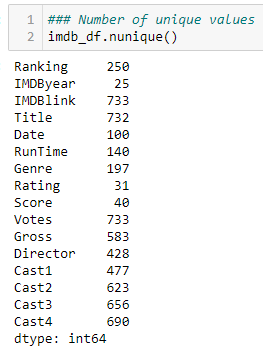 1 ### Number of unique values
2 imdb_df.nunique()
Ranking 250
IMDByear 25
IMDBlink 733
Title 732
Date 100
RunTime 140
Genre 197
Rating 31
Score 40
Votes 733
Gross 583
Director 428
Cast1 477
Cast2 623
Cast3 656
Cast4 690
dtype: int64